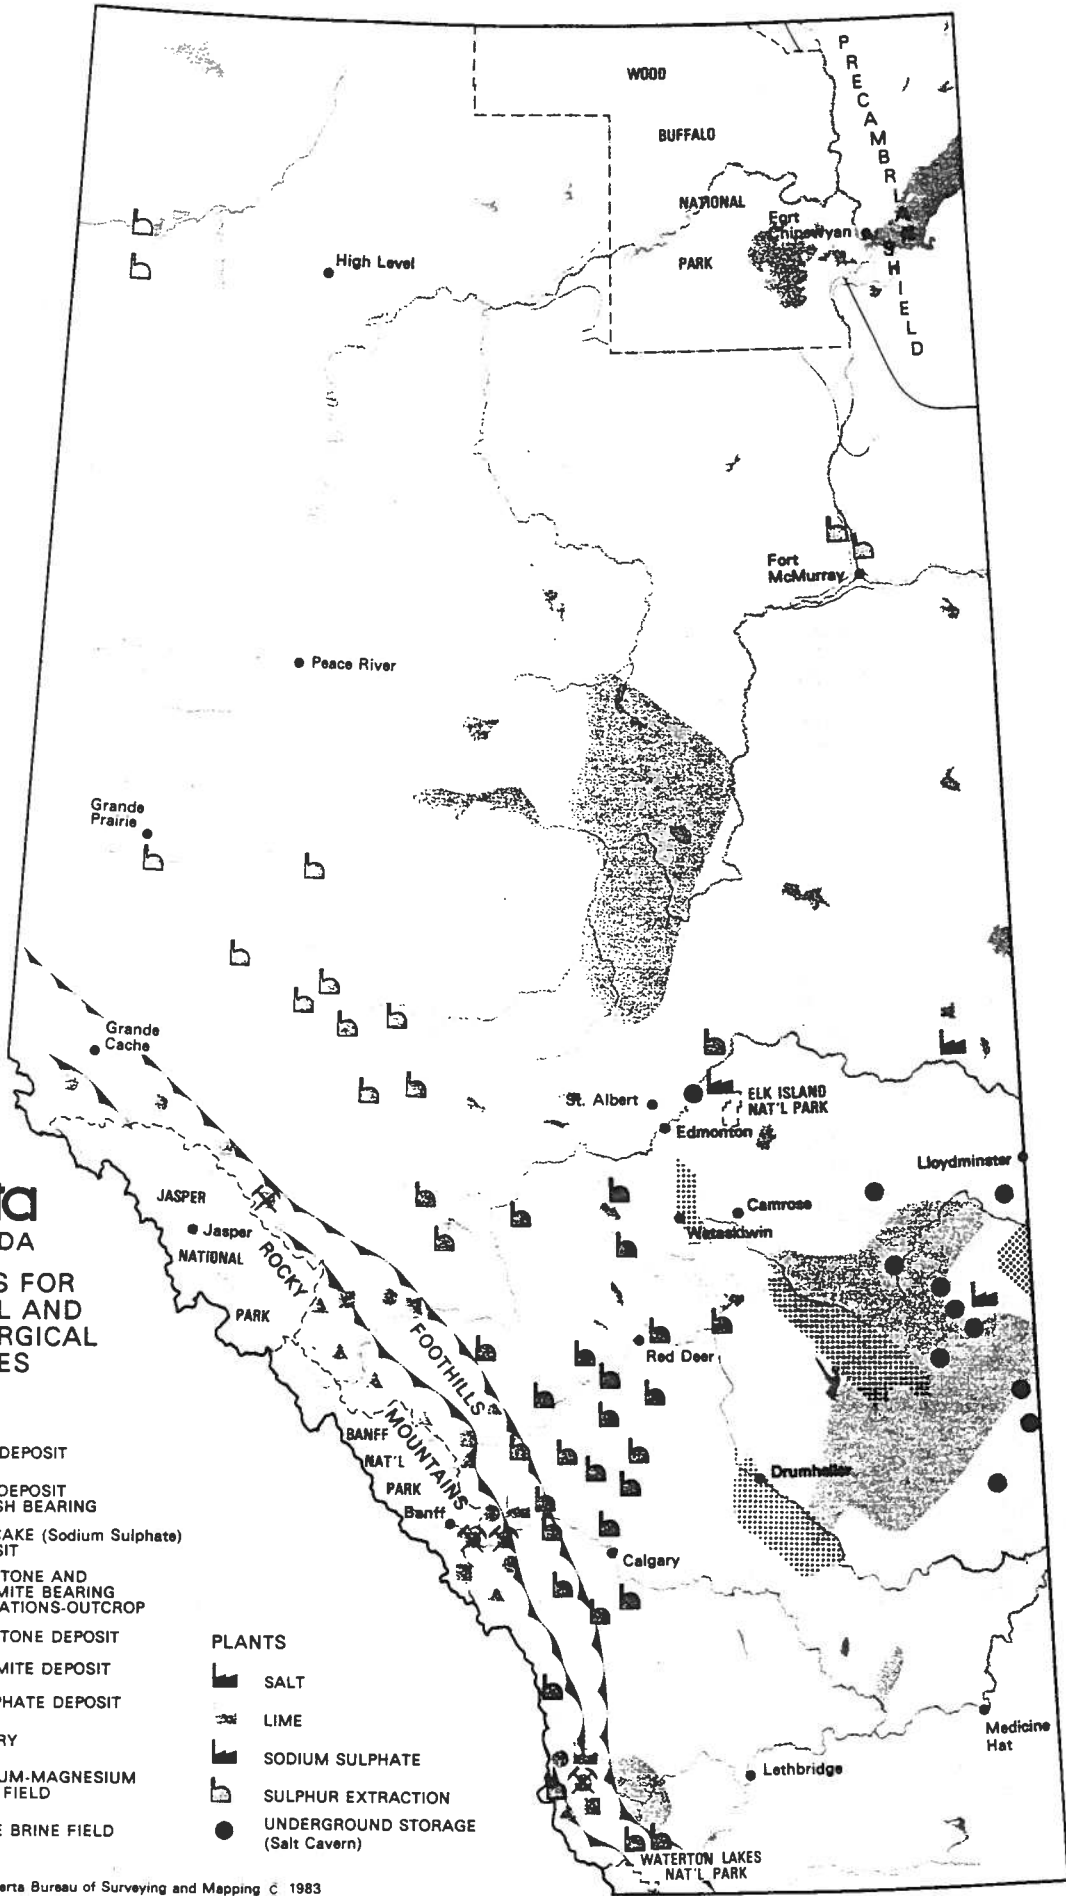 WOOD
BUFFALO
NATIONAL
PARK
PRECAMBRIAN
SHIELD
Fort
Chipewyan
High Level
Fort
McMurray
Peace River
Grande
Prairie
Grande
Cache
St. Albert
ELK ISLAND
NAT'L PARK
Edmonton
Lloydminster
JASPER
Jasper
NATIONAL
PARK
Camrose
Wetaskiwin
ROCKY
MOUNTAINS
FOOTHILLS
Red Deer
BANFF
NAT'L
PARK
Banff
Drumheller
Calgary
Medicine
Hat
Lethbridge
WATERTON LAKES
NAT'L PARK
ta
DA
S FOR
L AND
URGICAL
ES
DEPOSIT
DEPOSIT
SH BEARING
CAKE (Sodium Sulphate)
SIT
TONE AND
MITE BEARING
ATIONS-OUTCROP
TONE DEPOSIT
MITE DEPOSIT
PHATE DEPOSIT
RY
UM-MAGNESIUM
FIELD
E BRINE FIELD
PLANTS
SALT
LIME
SODIUM SULPHATE
SULPHUR EXTRACTION
UNDERGROUND STORAGE
(Salt Cavern)
erta Bureau of Surveying and Mapping c 1983